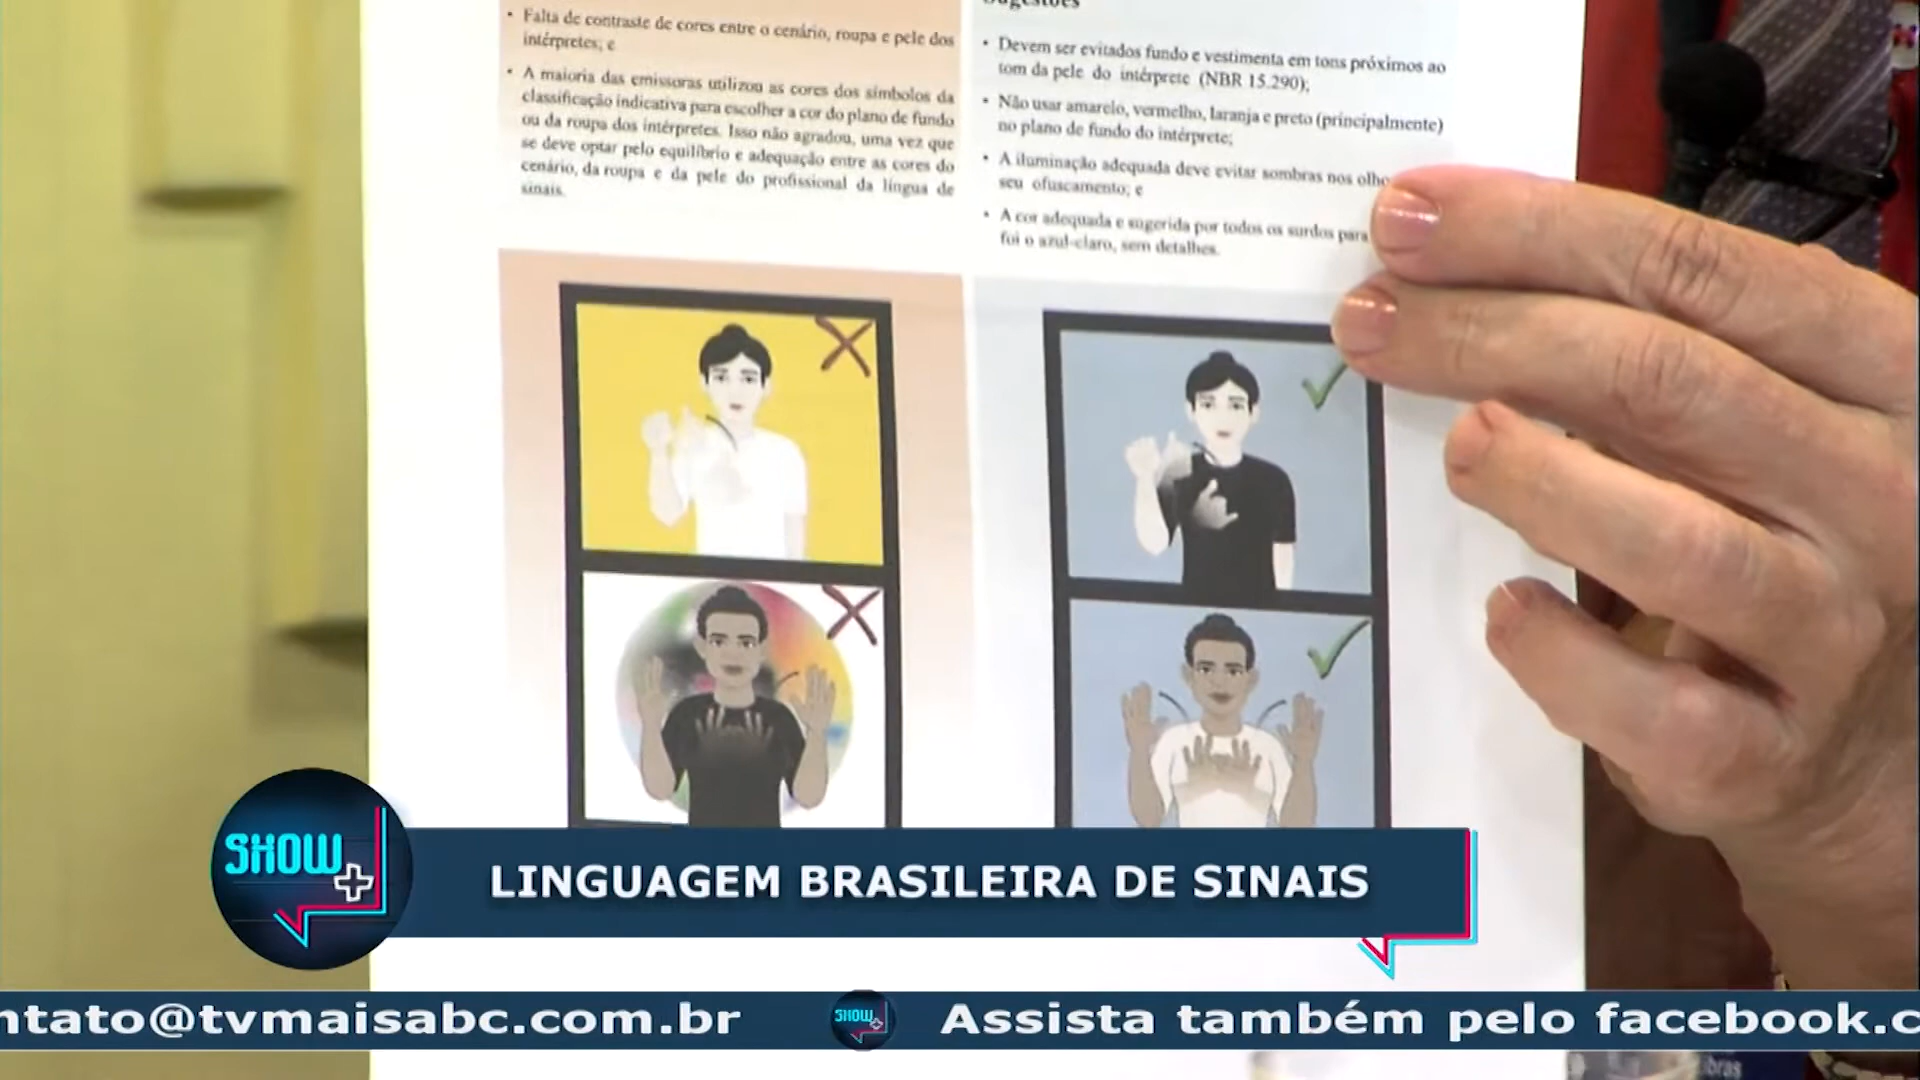 • Falta de contraste de cores entre o cenário, roupa e pele dos
intérpretes; e
• A maioria das emissoras utilizou as cores dos símbolos da
classificação indicativa para escolher a cor do plano de fundo
ou da roupa dos intérpretes. Isso não agradou, uma vez que
se deve optar pelo equilíbrio e adequação entre as cores do
cenário, da roupa e da pele do profissional da língua de
sinais.
Sugestões
• Devem ser evitados fundo e vestimenta em tons próximos ao
tom da pele do intérprete (NBR 15.290);
• Não usar amarelo, vermelho, laranja e preto (principalmente)
no plano de fundo do intérprete;
• A iluminação adequada deve evitar sombras nos olho
seu ofuscamento; e
• A cor adequada e sugerida por todos os surdos para
foi o azul-claro, sem detalhes.
SHOW+
LINGUAGEM BRASILEIRA DE SINAIS
ntato@tvmaisabc.com.br SHOW+ Assista também pelo facebook.c